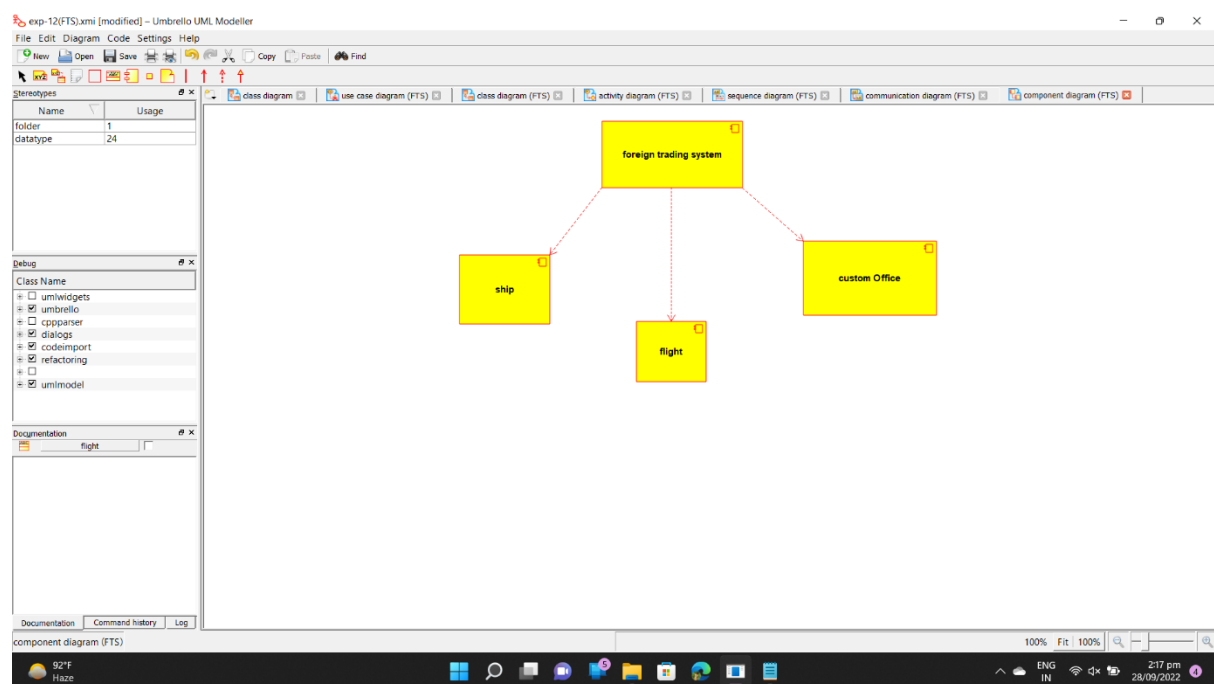 exp-12(FTS).xmi [modified] – Umbrello UML Modeller
File Edit Diagram Code Settings Help
New Open Save Copy Paste Find
Stereotypes
Name Usage
folder 1
datatype 24
class diagram use case diagram (FTS) class diagram (FTS) activity diagram (FTS) sequence diagram (FTS) communication diagram (FTS) component diagram (FTS)
foreign trading system
ship
flight
custom Office
Debug
Class Name
umlwidgets
umbrello
cppparser
dialogs
codeimport
refactoring
umlmodel
Documentation
flight
Documentation Command history Log
component diagram (FTS)
100% Fit 100%
92°F
Haze
5
ENG
IN
2:17 pm
28/09/2022
4